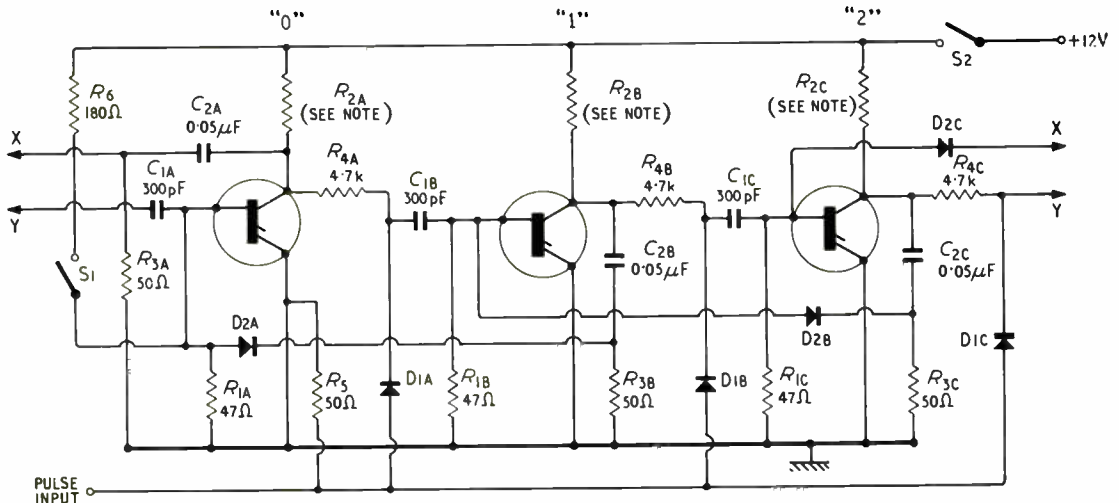 "0" "1" "2"
S2
+12V
R6
180Ω
C2A
0·05μF
R2A
(SEE NOTE)
R2B
(SEE NOTE)
R2C
(SEE NOTE)
D2C
X
X
C1A
300pF
R4A
4·7k
C1B
300pF
R4B
4·7k
C1C
300pF
R4C
4·7k
Y
Y
S1
R3A
50Ω
C2B
0·05μF
C2C
0·05μF
D2A
D2B
D1C
R1A
47Ω
R5
50Ω
D1A
R1B
47Ω
R3B
50Ω
D1B
R1C
47Ω
R3C
50Ω
PULSE
INPUT